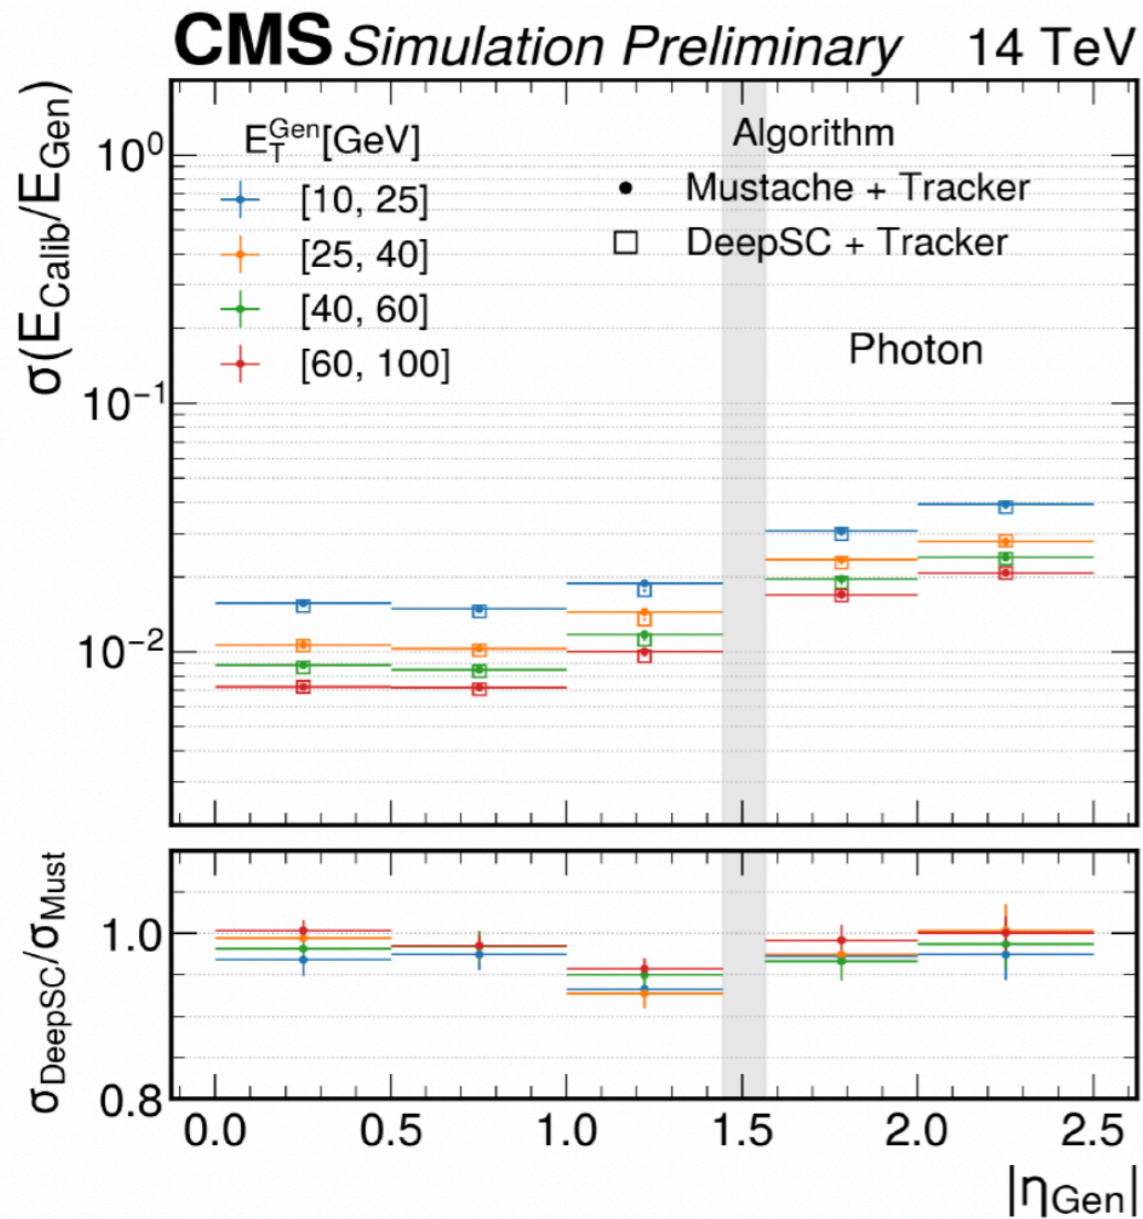 CMS Simulation Preliminary 14 TeV
σ(E_Calib/E_Gen)
10⁰
10⁻¹
10⁻²
E_T^Gen[GeV]
[10, 25]
[25, 40]
[40, 60]
[60, 100]
Algorithm
Mustache + Tracker
DeepSC + Tracker
Photon
σ_DeepSC/σ_Must
1.0
0.8
0.0 0.5 1.0 1.5 2.0 2.5
|η_Gen|